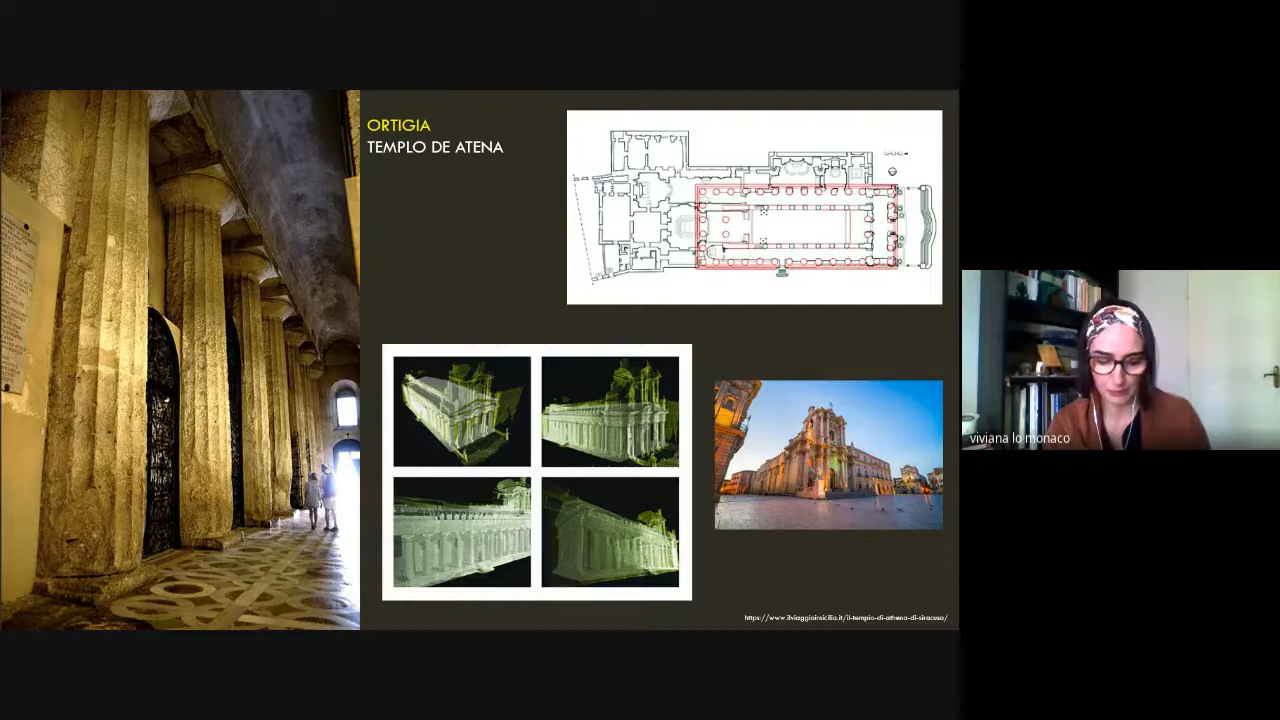 ORTIGIA
TEMPLO DE ATENA
viviana lo monaco
https://www.ilviaggioinsicilia.it/il-tempio-di-athena-di-siracusa/